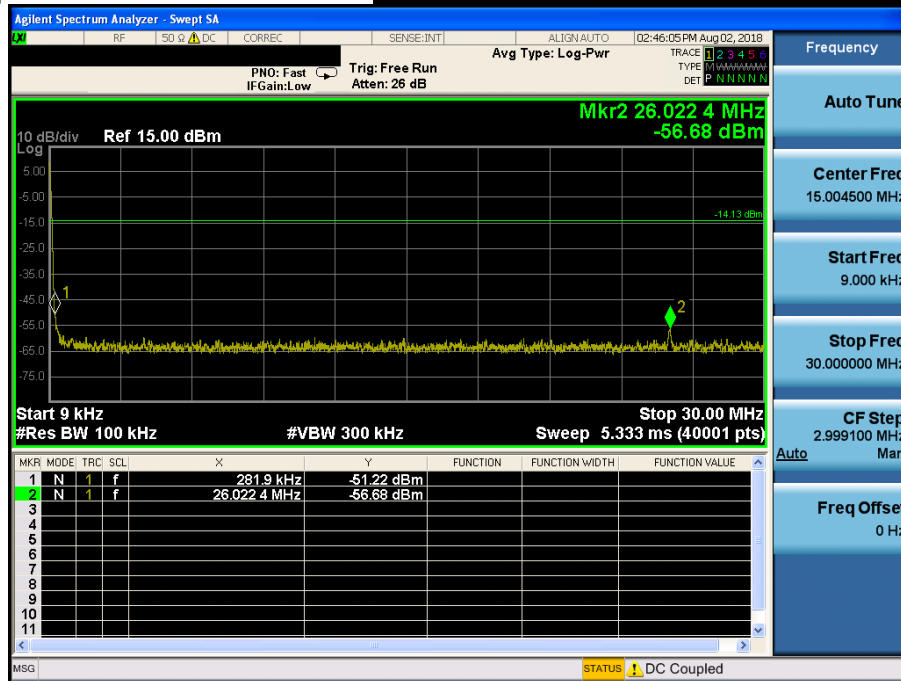 Agilent Spectrum Analyzer - Swept SA
LXI RF 50 Ω DC CORREC SENSE:INT ALIGN AUTO 02:46:05 PM Aug 02, 2018
PNO: Fast
IFGain:Low
Trig: Free Run
Atten: 26 dB
Avg Type: Log-Pwr
TRACE 1 2 3 4 5 6
TYPE M WWWWW
DET P N N N N N
Mkr2 26.022 4 MHz
-56.68 dBm
10 dB/div Ref 15.00 dBm
Log
5.00
-5.00
-15.0
-25.0
-35.0
-45.0
-55.0
-65.0
-75.0
-14.13 dBm
1
2
Start 9 kHz Stop 30.00 MHz
#Res BW 100 kHz #VBW 300 kHz Sweep 5.333 ms (40001 pts)
MKR MODE TRC SCL X Y FUNCTION FUNCTION WIDTH FUNCTION VALUE
1 N 1 f 281.9 kHz -51.22 dBm
2 N 1 f 26.022 4 MHz -56.68 dBm
3
4
5
6
7
8
9
10
11
MSG STATUS DC Coupled
Frequency
Auto Tune
Center Freq
15.004500 MHz
Start Freq
9.000 kHz
Stop Freq
30.000000 MHz
CF Step
2.999100 MHz
Auto Man
Freq Offset
0 Hz